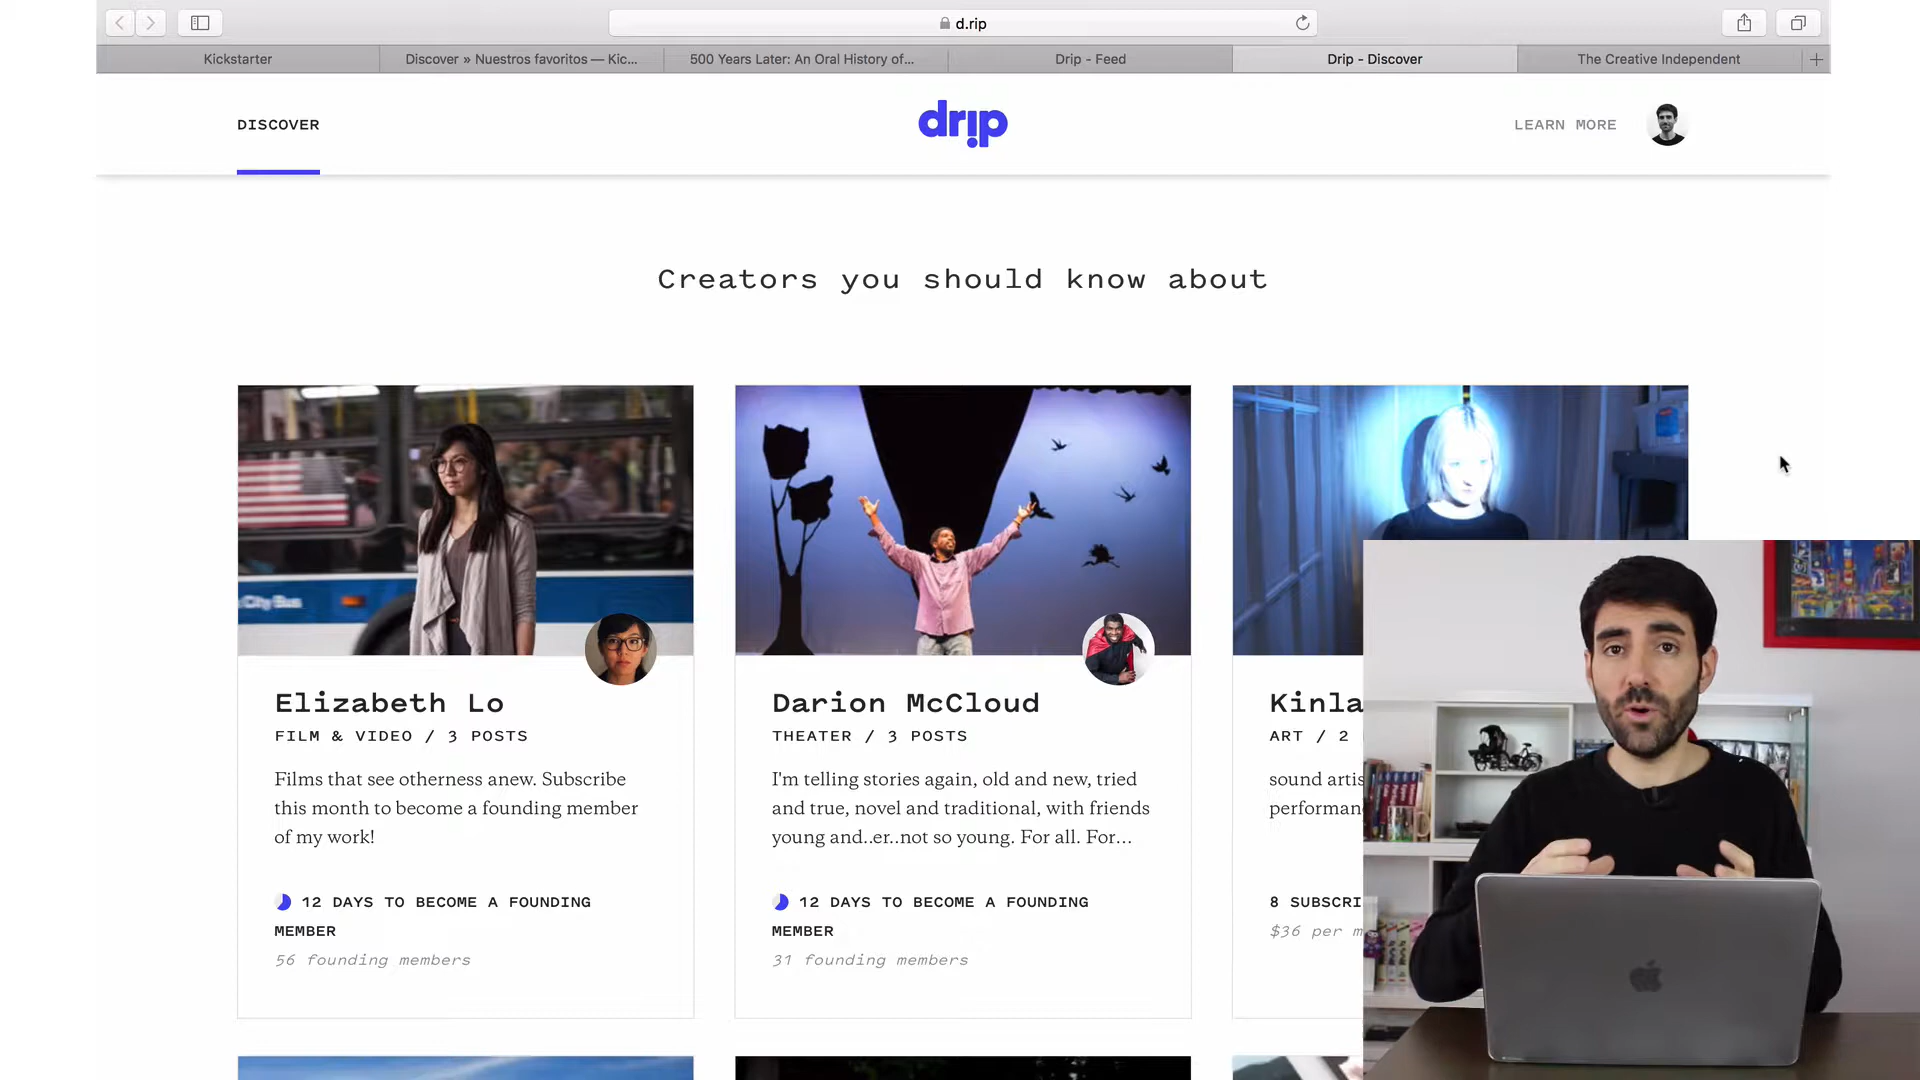 d.rip
Kickstarter
Discover » Nuestros favoritos — Kic...
500 Years Later: An Oral History of...
Drip - Feed
Drip - Discover
The Creative Independent
DISCOVER
drip
LEARN MORE
Creators you should know about
City Bus
Elizabeth Lo
FILM & VIDEO / 3 POSTS
Films that see otherness anew. Subscribe
this month to become a founding member
of my work!
12 DAYS TO BECOME A FOUNDING
MEMBER
56 founding members
Darion McCloud
THEATER / 3 POSTS
I'm telling stories again, old and new, tried
and true, novel and traditional, with friends
young and..er..not so young. For all. For...
12 DAYS TO BECOME A FOUNDING
MEMBER
31 founding members
Kinla
ART / 2
sound artis
performan
8 SUBSCRI
$36 per m